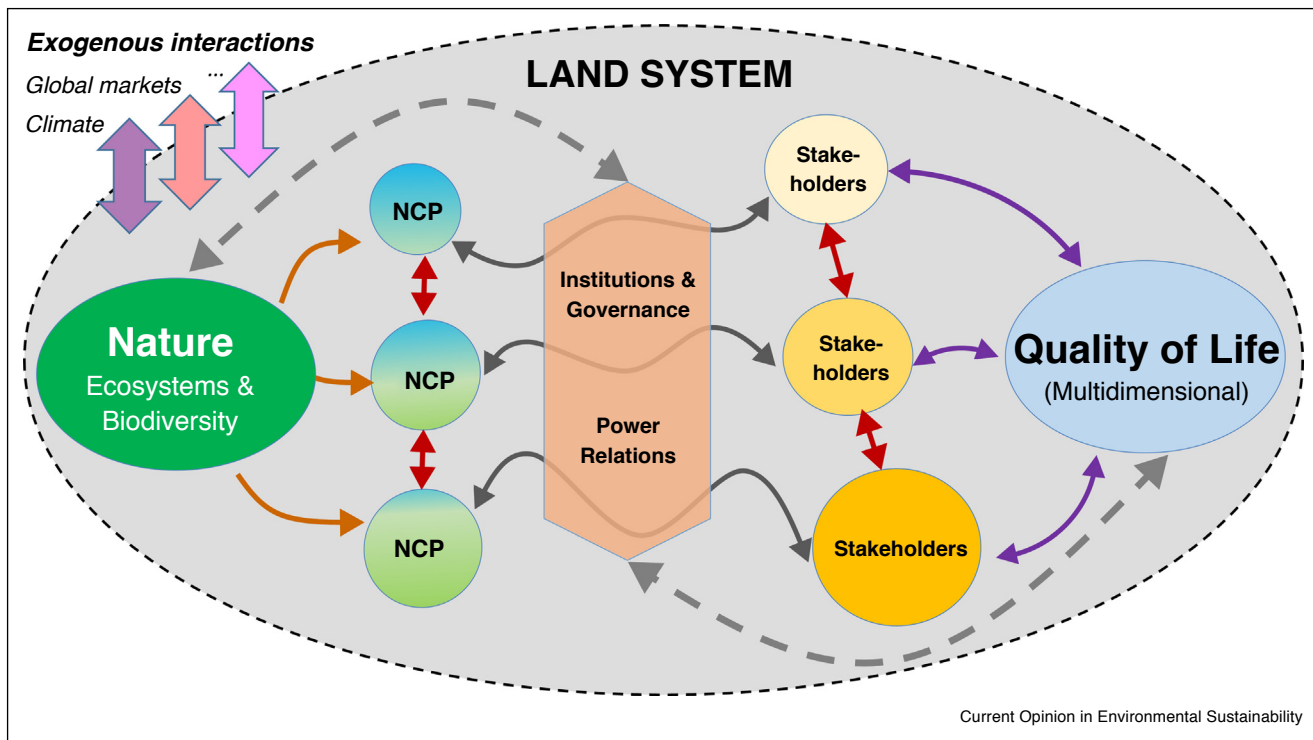 Exogenous interactions
...
Global markets
Climate
LAND SYSTEM
Stake-
holders
NCP
Institutions &
Governance
Nature
Ecosystems &
Biodiversity
NCP
Stake-
holders
Quality of Life
(Multidimensional)
Power
Relations
NCP
Stakeholders
Current Opinion in Environmental Sustainability